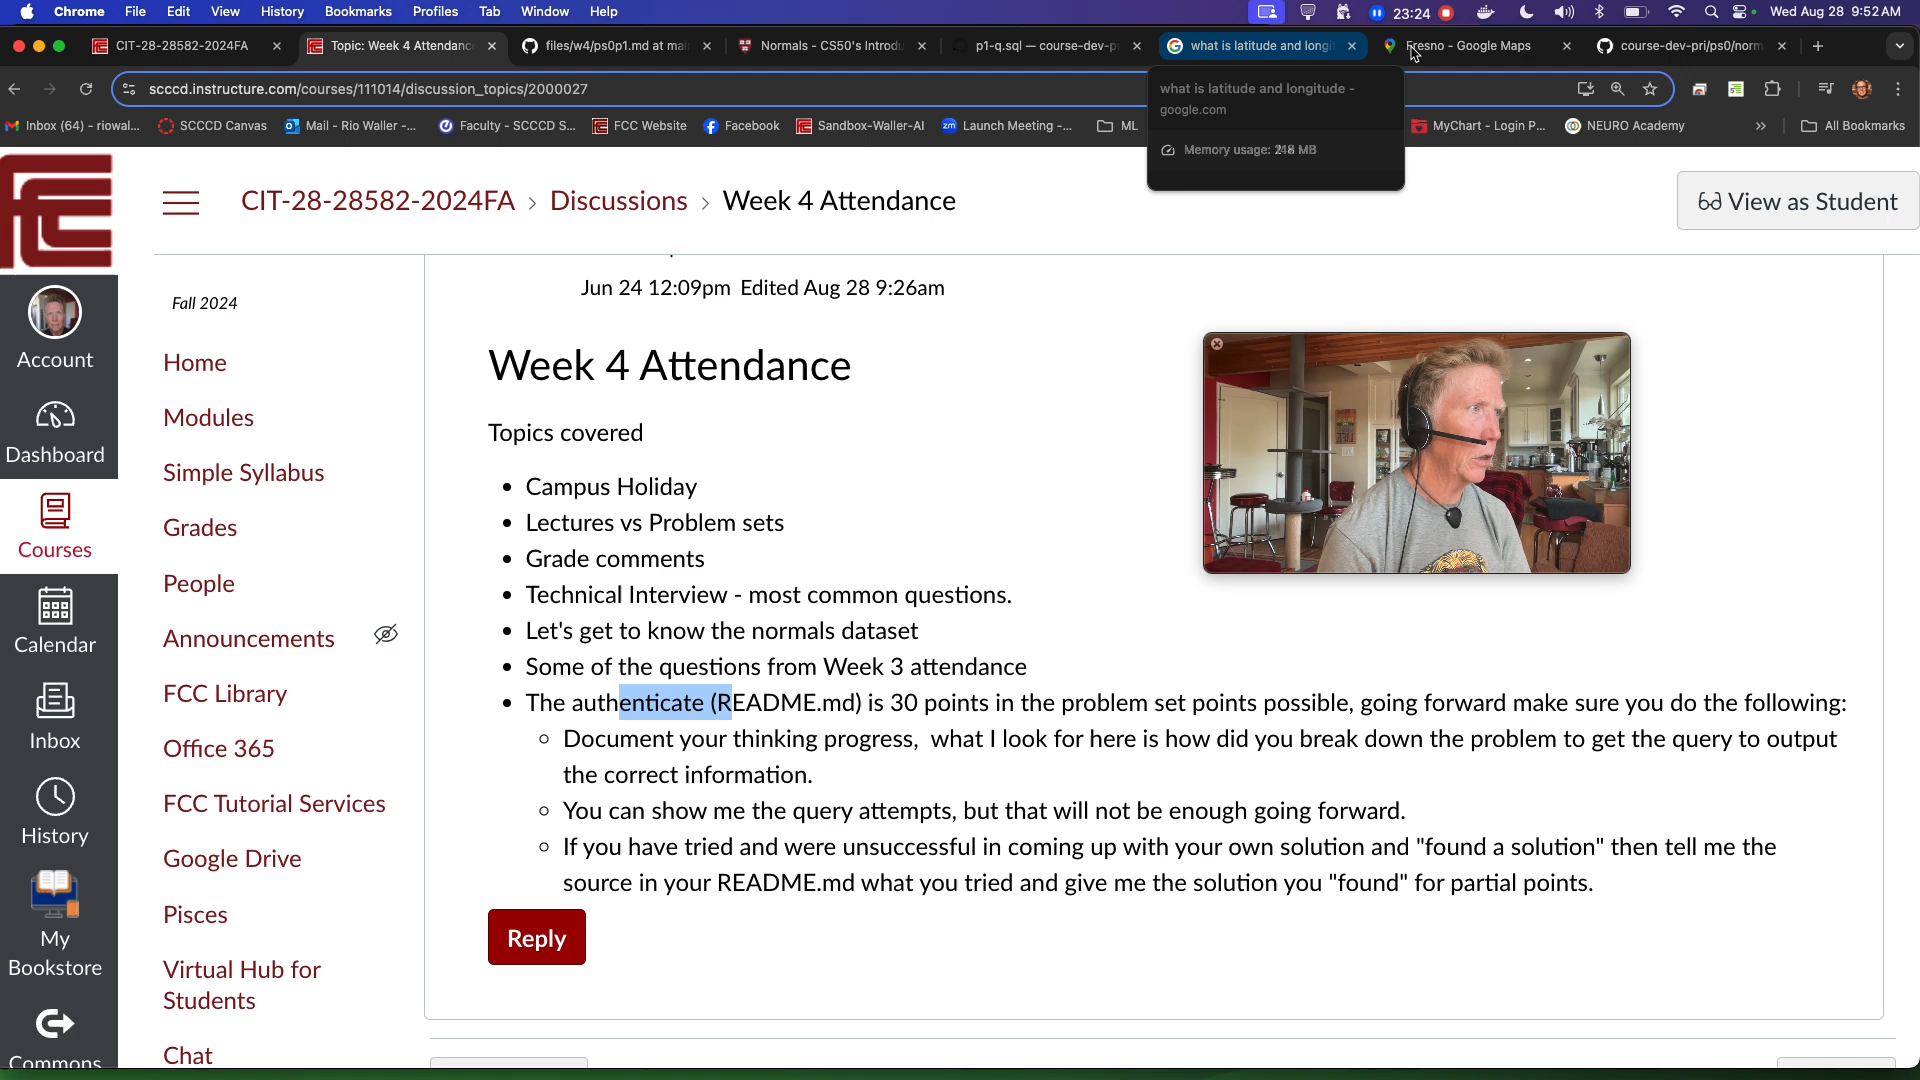 Chrome File Edit View History Bookmarks Profiles Tab Window Help 23:24 Wed Aug 28 9:52 AM
CIT-28-28582-2024FA Topic: Week 4 Attendanc files/w4/ps0p1.md at mai Normals - CS50's Introdu p1-q.sql — course-dev-p what is latitude and longi Fresno - Google Maps course-dev-pri/ps0/norm
scccd.instructure.com/courses/111014/discussion_topics/2000027
what is latitude and longitude -
google.com
Memory usage: MB
Inbox (64) - riowal... SCCCD Canvas Mail - Rio Waller -... Faculty - SCCCD S... FCC Website Facebook Sandbox-Waller-AI Launch Meeting -... ML MyChart - Login P... NEURO Academy » All Bookmarks
CIT-28-28582-2024FA › Discussions › Week 4 Attendance
View as Student
Account
Dashboard
Courses
Calendar
Inbox
History
My
Bookstore
Commons
Fall 2024
Home
Modules
Simple Syllabus
Grades
People
Announcements
FCC Library
Office 365
FCC Tutorial Services
Google Drive
Pisces
Virtual Hub for
Students
Chat
Jun 24 12:09pm Edited Aug 28 9:26am
Week 4 Attendance
Topics covered
• Campus Holiday
• Lectures vs Problem sets
• Grade comments
• Technical Interview - most common questions.
• Let's get to know the normals dataset
• Some of the questions from Week 3 attendance
• The authenticate (README.md) is 30 points in the problem set points possible, going forward make sure you do the following:
◦ Document your thinking progress, what I look for here is how did you break down the problem to get the query to output
the correct information.
◦ You can show me the query attempts, but that will not be enough going forward.
◦ If you have tried and were unsuccessful in coming up with your own solution and "found a solution" then tell me the
source in your README.md what you tried and give me the solution you "found" for partial points.
Reply